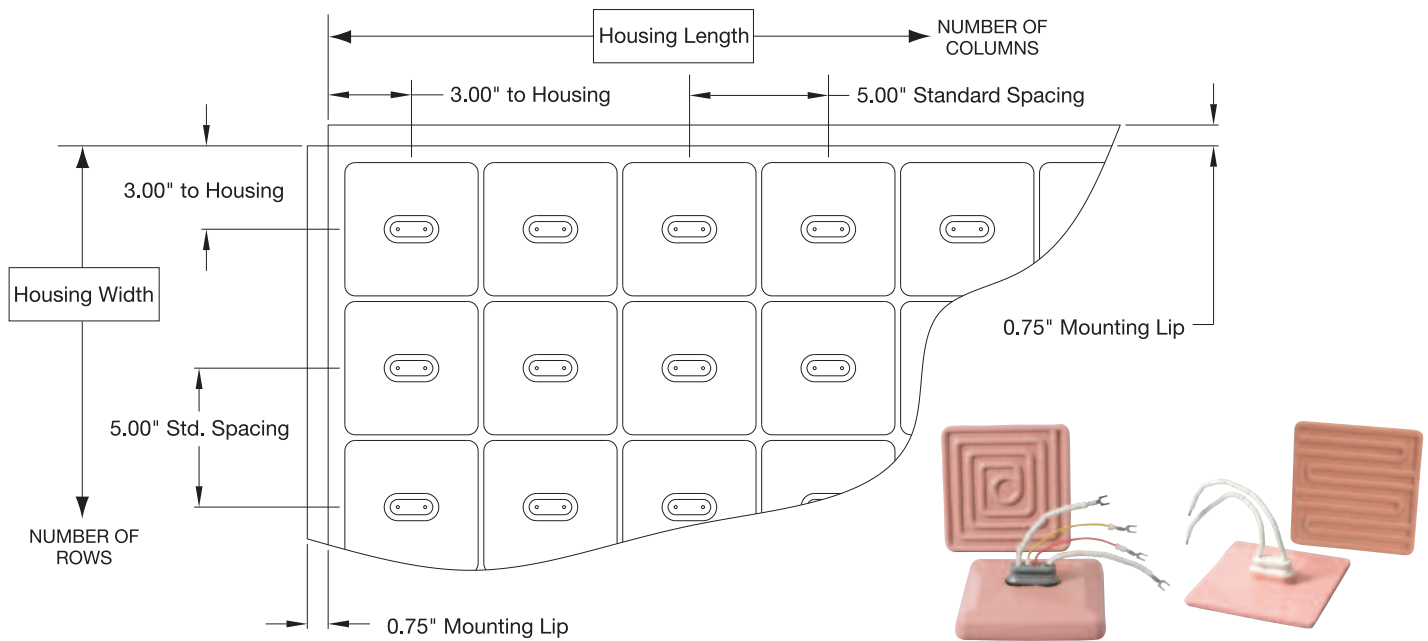 Housing Length
NUMBER OF
COLUMNS
3.00" to Housing
5.00" Standard Spacing
3.00" to Housing
Housing Width
0.75" Mounting Lip
5.00" Std. Spacing
NUMBER OF
ROWS
0.75" Mounting Lip